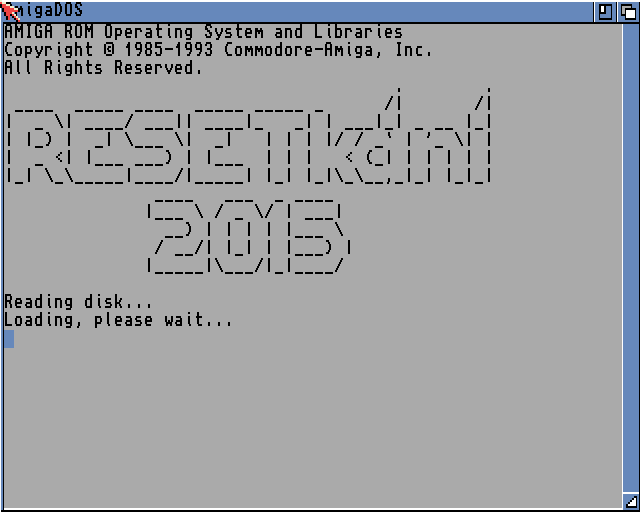 AmigaDOS
AMIGA ROM Operating System and Libraries
Copyright © 1985-1993 Commodore-Amiga, Inc.
All Rights Reserved.
RESETkání
2015
Reading disk...
Loading, please wait...